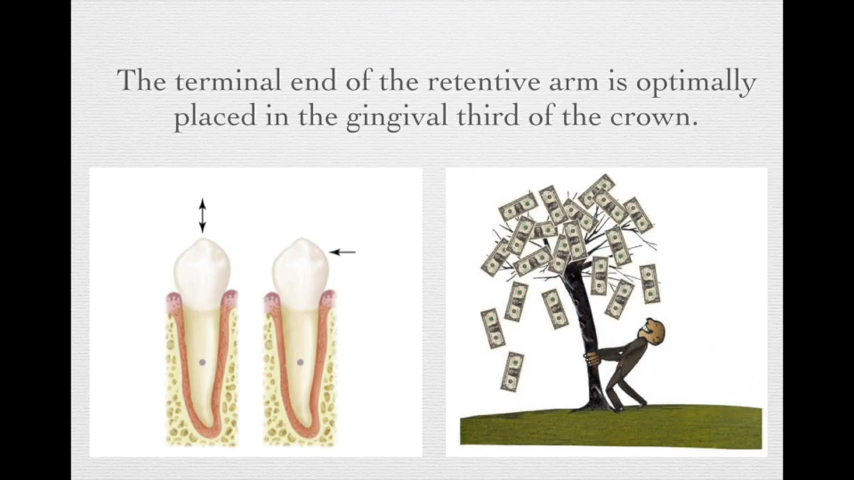 The terminal end of the retentive arm is optimally
placed in the gingival third of the crown.